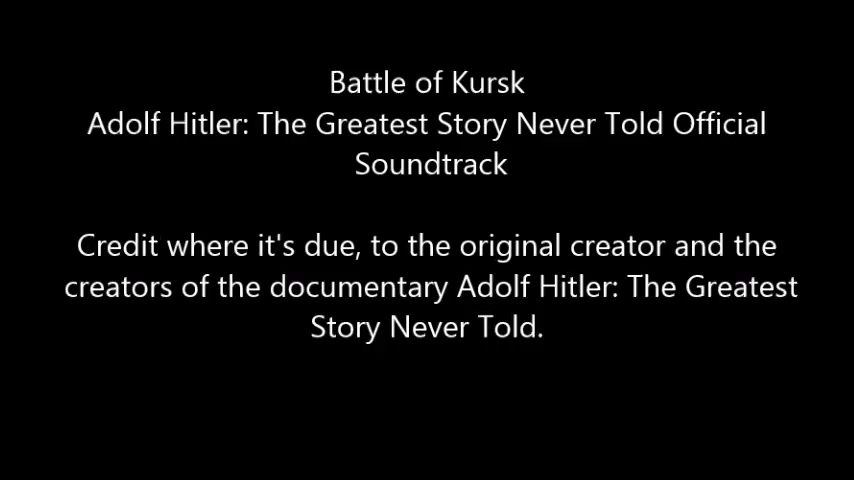 Battle of Kursk
Adolf Hitler: The Greatest Story Never Told Official
Soundtrack
Credit where it's due, to the original creator and the
creators of the documentary Adolf Hitler: The Greatest
Story Never Told.